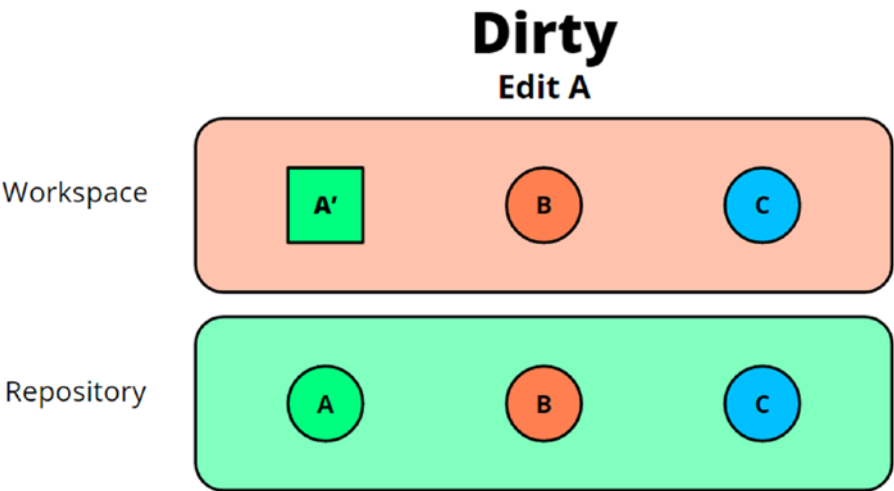 Dirty
Edit A
Workspace
A’ B C
Repository
A B C